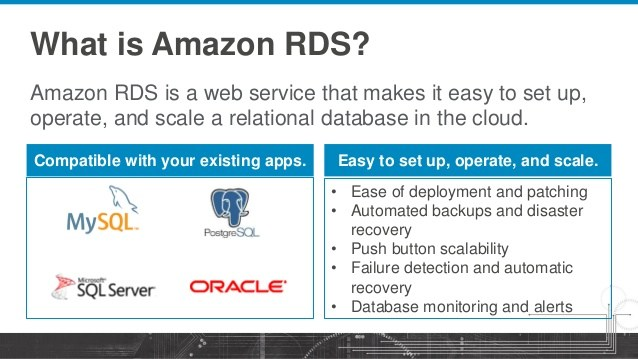 What is Amazon RDS?
Amazon RDS is a web service that makes it easy to set up,
operate, and scale a relational database in the cloud.
Compatible with your existing apps.
MySQL
PostgreSQL
Microsoft
SQL Server
ORACLE
Easy to set up, operate, and scale.
• Ease of deployment and patching
• Automated backups and disaster
recovery
• Push button scalability
• Failure detection and automatic
recovery
• Database monitoring and alerts